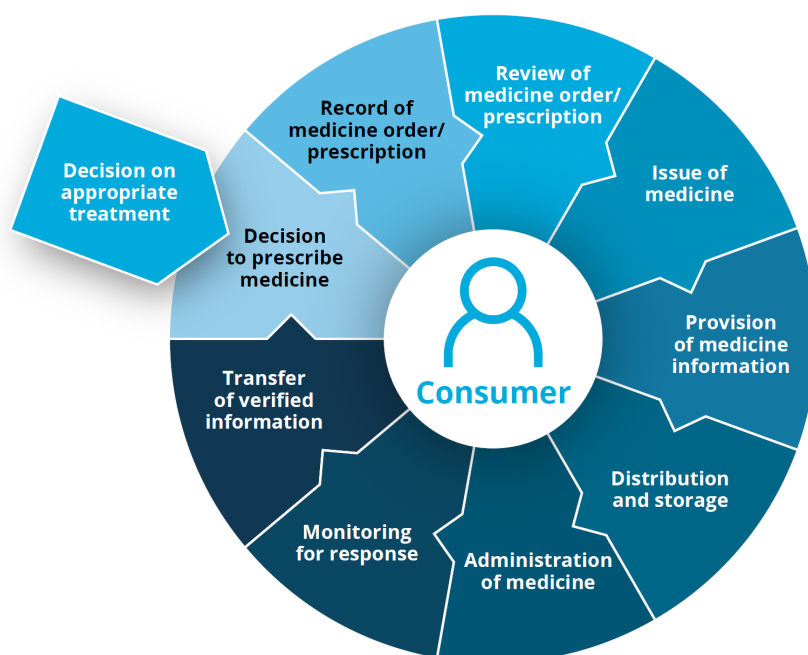 Decision on
appropriate
treatment
Decision
to prescribe
medicine
Record of
medicine order/
prescription
Review of
medicine order/
prescription
Issue of
medicine
Provision
of medicine
information
Distribution
and storage
Administration
of medicine
Monitoring
for response
Transfer
of verified
information
Consumer